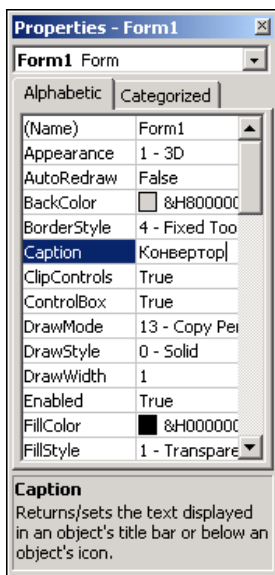 Properties - Form1
Form1 Form
Alphabetic Categorized
(Name) Form1
Appearance 1 - 3D
AutoRedraw False
BackColor &H800000
BorderStyle 4 - Fixed Too
Caption Конвертор
ClipControls True
ControlBox True
DrawMode 13 - Copy Per
DrawStyle 0 - Solid
DrawWidth 1
Enabled True
FillColor &H000000
FillStyle 1 - Transpare
Caption
Returns/sets the text displayed
in an object's title bar or below an
object's icon.